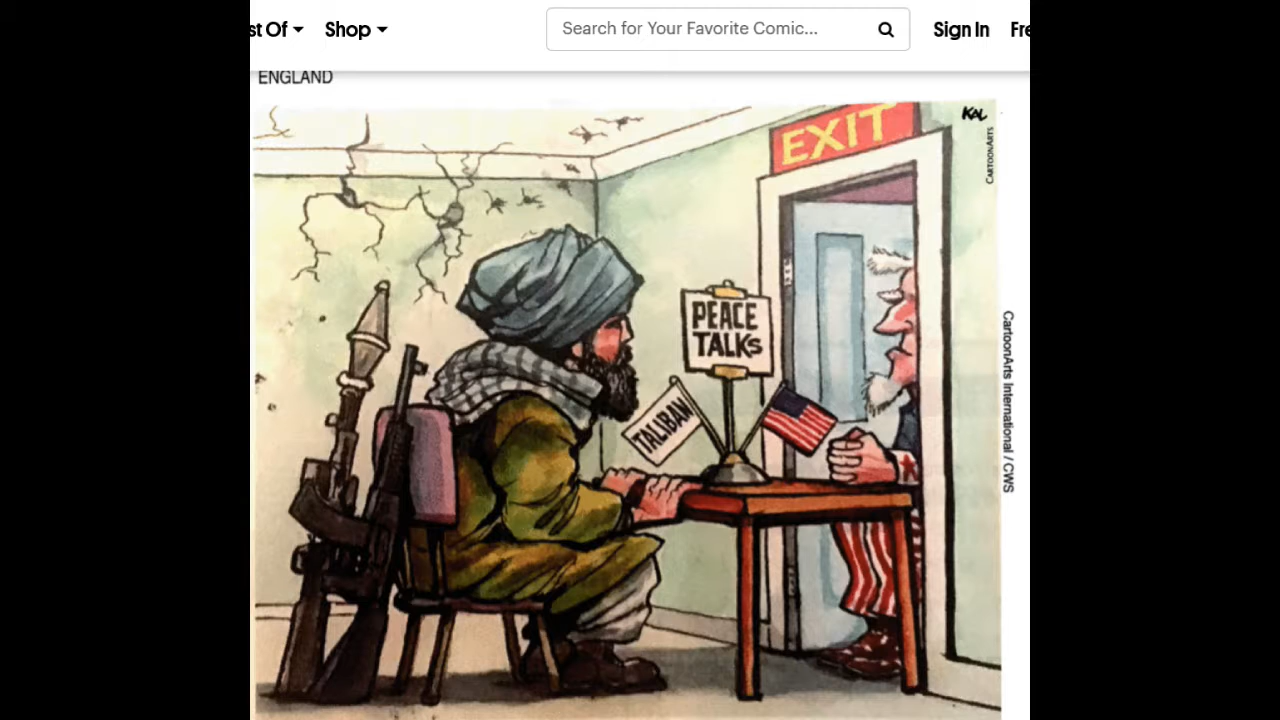 st Of Shop Search for Your Favorite Comic... Sign In Fre
ENGLAND
KAL
CARTOONARTS
EXIT
PEACE
TALKs
TALIBAN
CartoonArts International / CWS